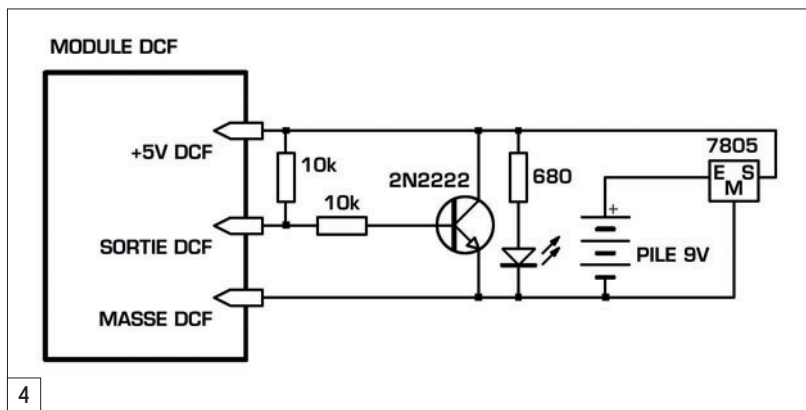 MODULE DCF
+5V DCF
10k
10k
2N2222
680
7805
E S
M
+
SORTIE DCF
PILE 9V
MASSE DCF
4